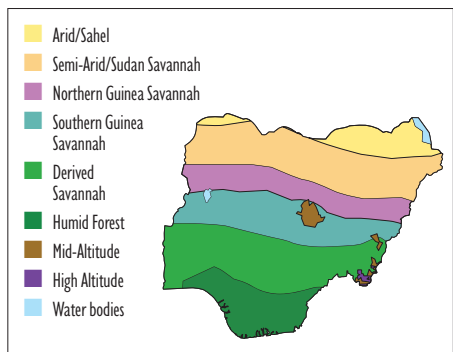 Arid/Sahel
Semi-Arid/Sudan Savannah
Northern Guinea Savannah
Southern Guinea
Savannah
Derived
Savannah
Humid Forest
Mid-Altitude
High Altitude
Water bodies